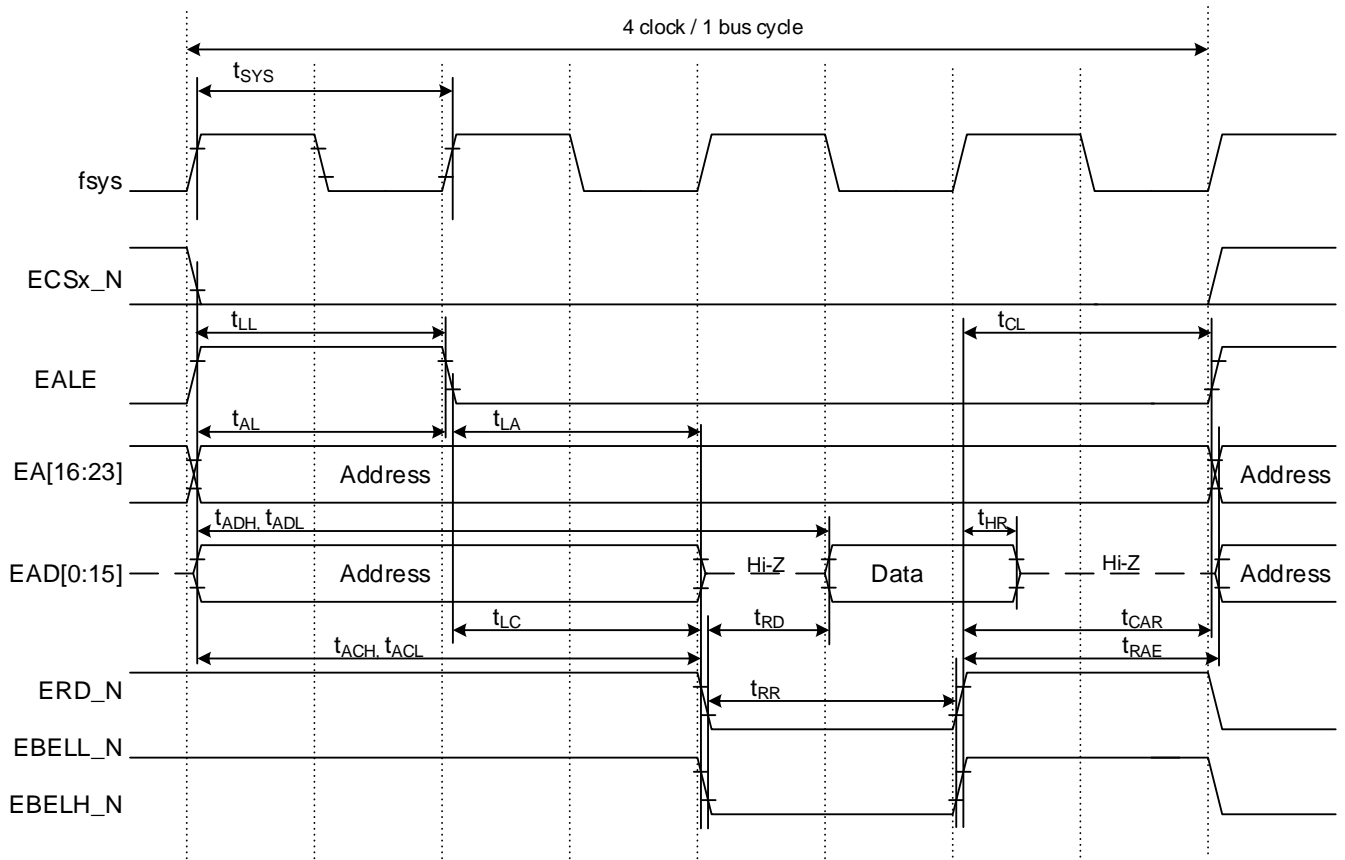 4 clock / 1 bus cycle
tSYS
fsys
ECSx_N
tLL
tCL
EALE
tAL
tLA
EA[16:23]
Address
Address
tADH, tADL
tHR
EAD[0:15]
Address
Hi-Z
Data
Hi-Z
Address
tLC
tRD
tCAR
tACH, tACL
tRAE
ERD_N
tRR
EBELL_N
EBELH_N